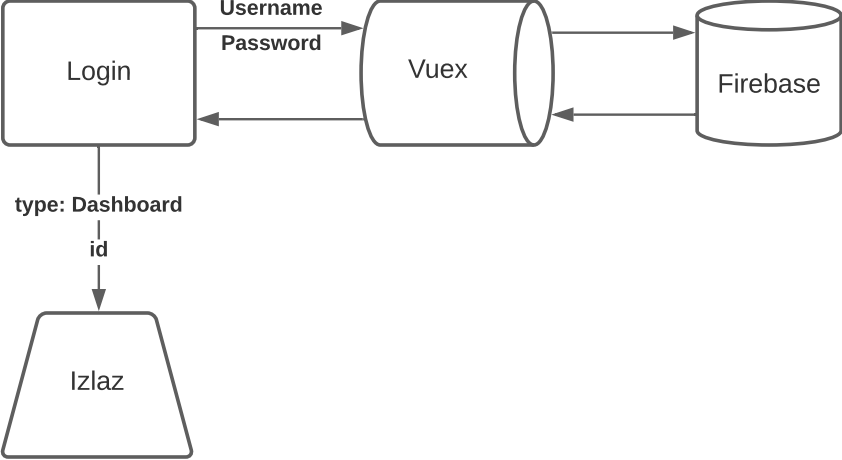 Username
Password
Login
Vuex
Firebase
type: Dashboard
id
Izlaz